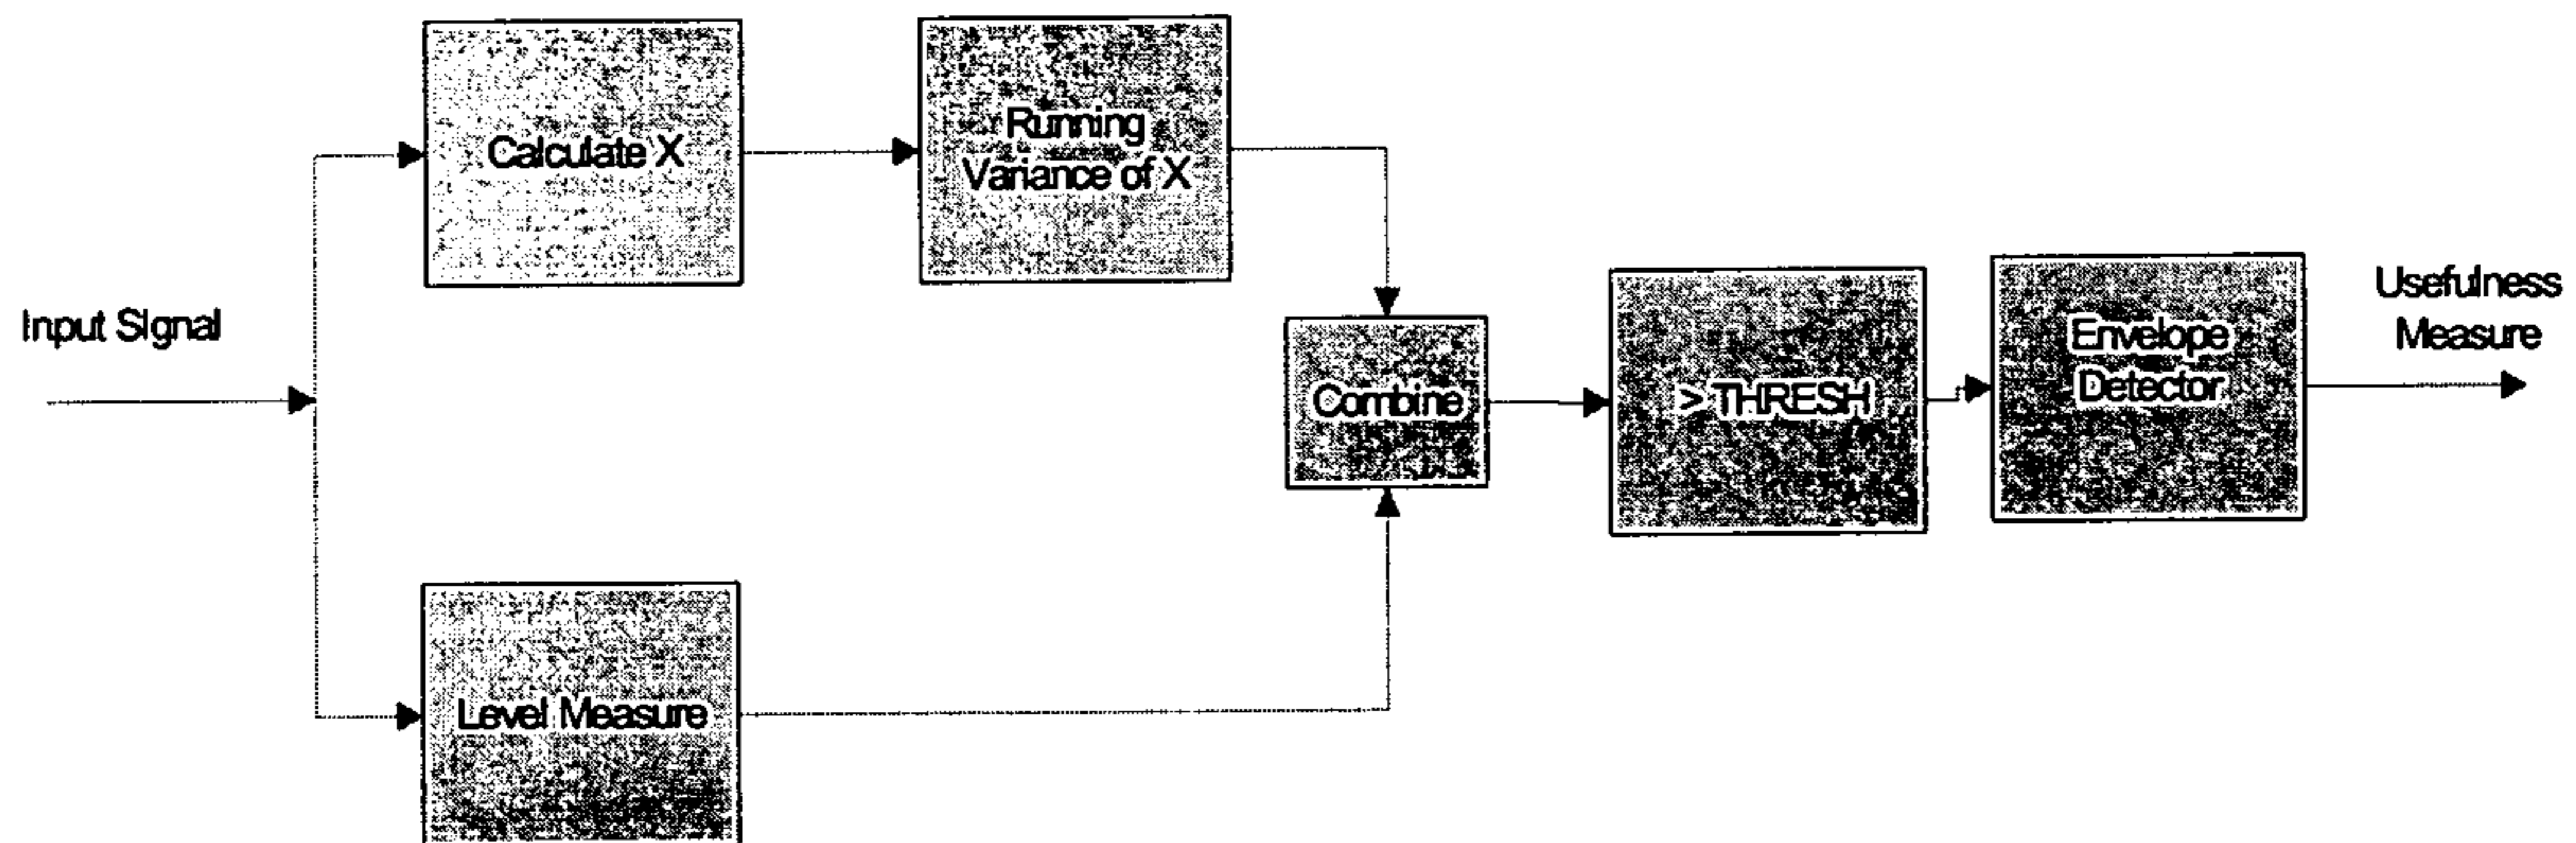 Calculate X
Running
Variance of X
Input Signal
Usefulness
Measure
Combine
> THRESH
Envelope
Detector
Level Measure